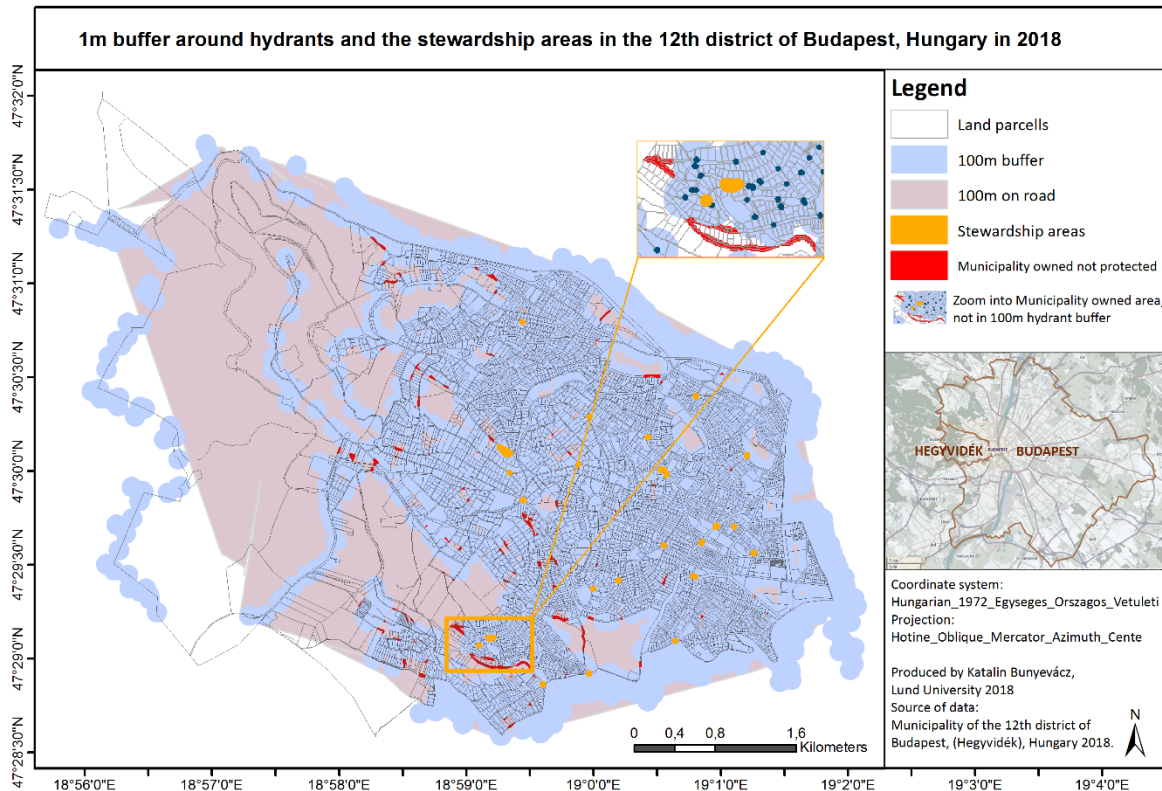 1m buffer around hydrants and the stewardship areas in the 12th district of Budapest, Hungary in 2018
47°32'0"N
47°31'30"N
47°31'0"N
47°30'30"N
47°30'0"N
47°29'30"N
47°29'0"N
47°28'30"N
18°56'0"E
18°57'0"E
18°58'0"E
18°59'0"E
19°0'0"E
19°1'0"E
19°2'0"E
19°3'0"E
19°4'0"E
0 0,4 0,8 1,6
Kilometers
Legend
Land parcells
100m buffer
100m on road
Stewardship areas
Municipality owned not protected
Zoom into Municipality owned area,
not in 100m hydrant buffer
HEGYVIDÉK BUDAPEST BUDAPEST
Coordinate system:
Hungarian_1972_Egyseges_Orszagos_Vetuleti
Projection:
Hotine_Oblique_Mercator_Azimuth_Cente
Produced by Katalin Bunyevácz,
Lund University 2018
Source of data:
Municipality of the 12th district of
Budapest, (Hegyvidék), Hungary 2018.
N